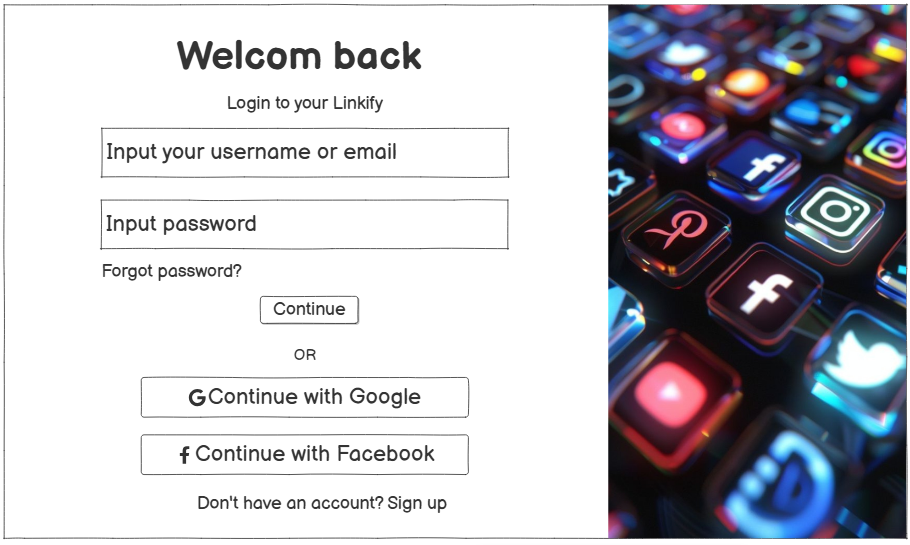 Welcom back
Login to your Linkify
Input your username or email
Input password
Forgot password?
Continue
OR
Continue with Google
Continue with Facebook
Don't have an account? Sign up